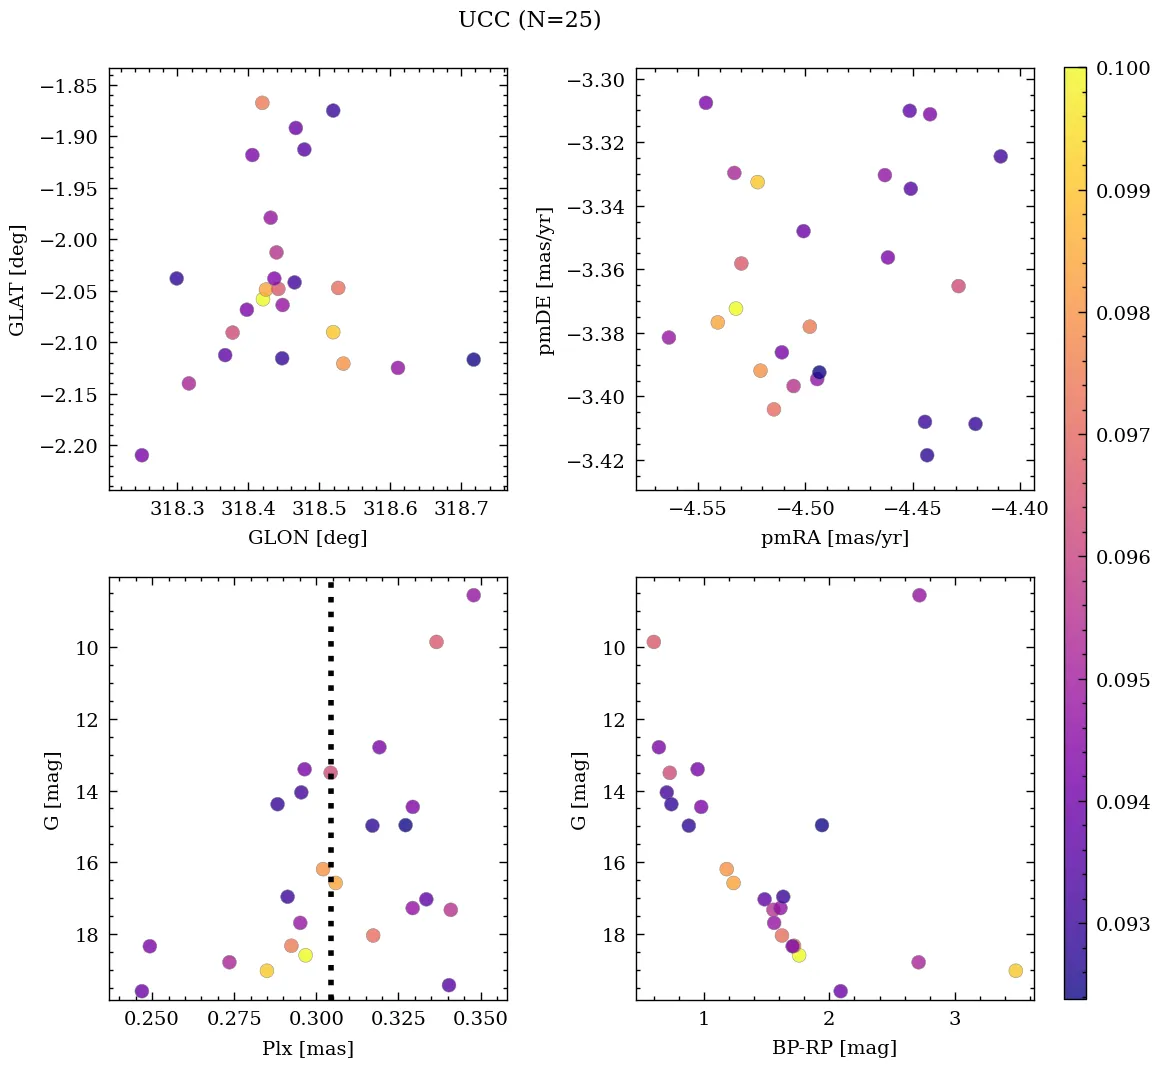 UCC (N=25)
−1.85
−1.90
−1.95
−2.00
−2.05
−2.10
−2.15
−2.20
GLAT [deg]
318.3 318.4 318.5 318.6 318.7
GLON [deg]
−3.30
−3.32
−3.34
−3.36
−3.38
−3.40
−3.42
pmDE [mas/yr]
−4.55 −4.50 −4.45 −4.40
pmRA [mas/yr]
10
12
14
16
18
G [mag]
0.250 0.275 0.300 0.325 0.350
Plx [mas]
10
12
14
16
18
G [mag]
1 2 3
BP-RP [mag]
0.100
0.099
0.098
0.097
0.096
0.095
0.094
0.093